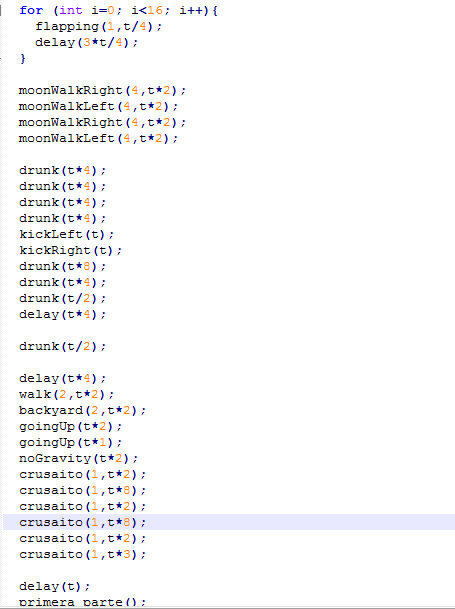 for (int i=0; i<16; i++){
flapping(1,t/4);
delay(3*t/4);
}
moonWalkRight(4,t*2);
moonWalkLeft(4,t*2);
moonWalkRight(4,t*2);
moonWalkLeft(4,t*2);
drunk(t*4);
drunk(t*4);
drunk(t*4);
drunk(t*4);
kickLeft(t);
kickRight(t);
drunk(t*8);
drunk(t*4);
drunk(t/2);
delay(t*4);
drunk(t/2);
delay(t*4);
walk(2,t*2);
backyard(2,t*2);
goingUp(t*2);
goingUp(t*1);
noGravity(t*2);
crusaito(1,t*2);
crusaito(1,t*8);
crusaito(1,t*2);
crusaito(1,t*8);
crusaito(1,t*2);
crusaito(1,t*3);
delay(t);
primera_parte();